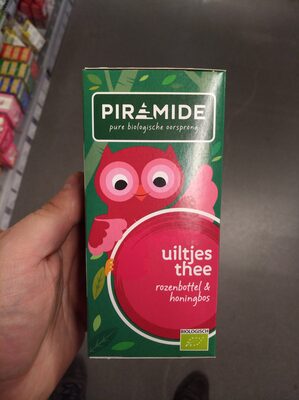 PIRAMIDE
pure biologische oorsprong
uiltjes
thee
rozenbottel &
honingbos
BIOLOGISCH